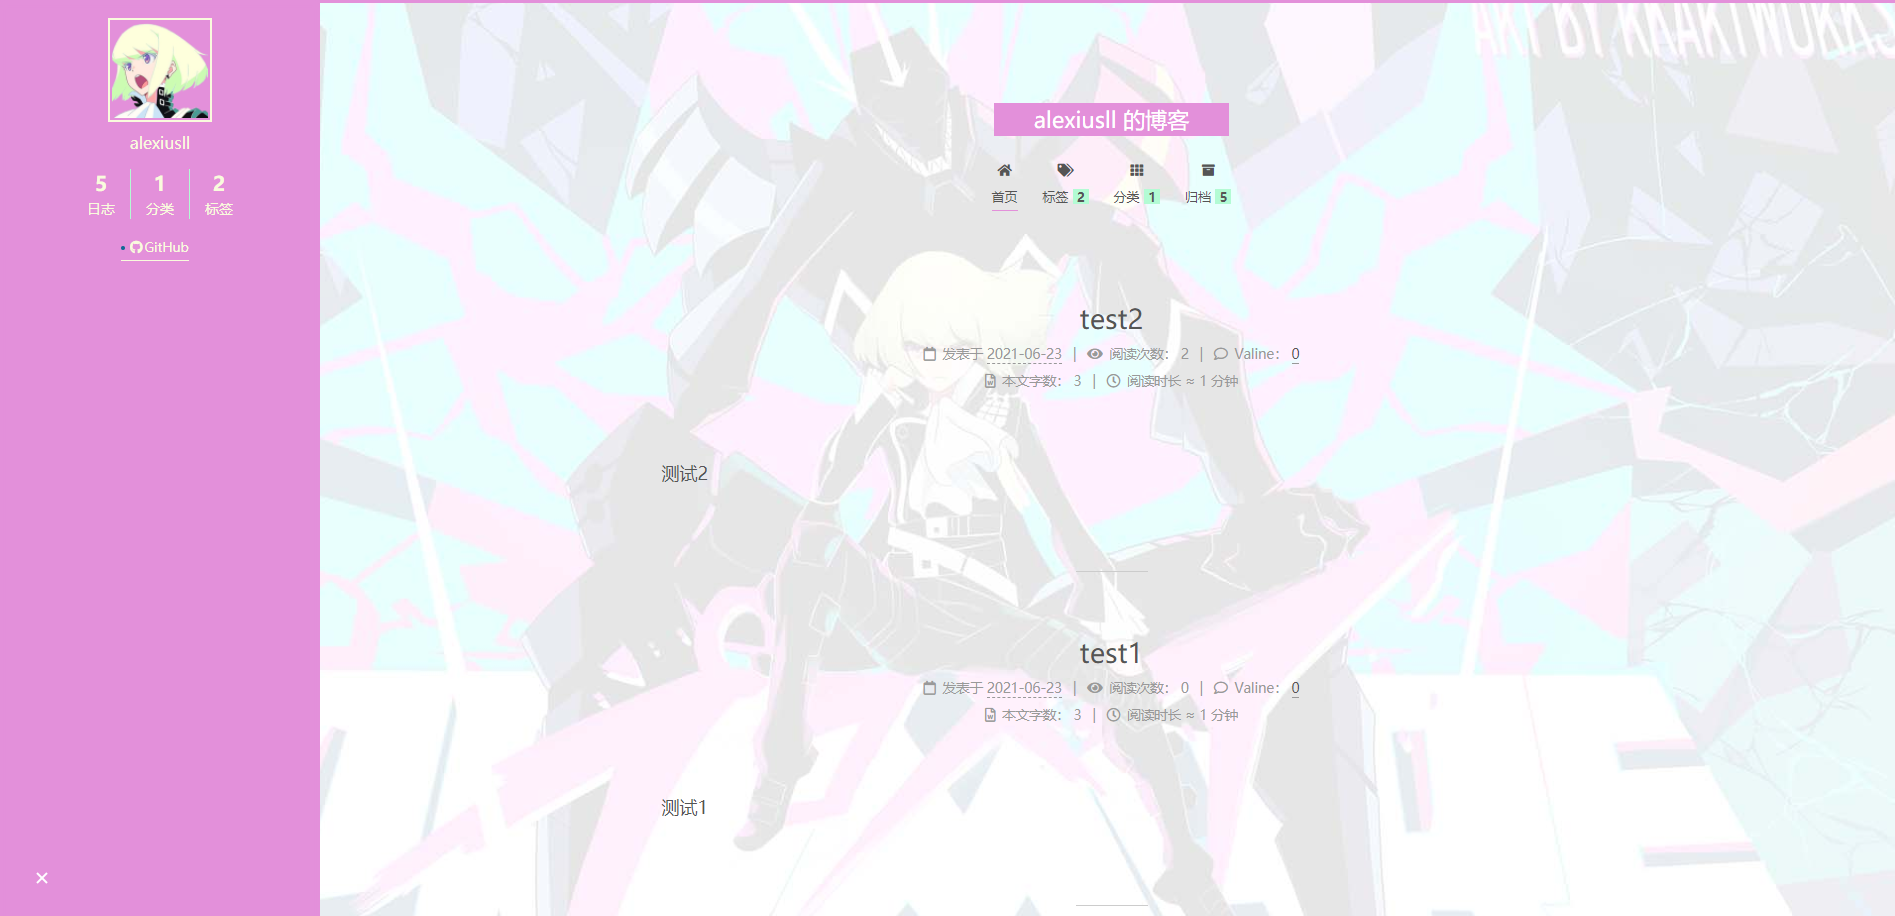 alexiusll
5 1 2
日志 分类 标签
GitHub
ART BY KRAKTWORKS
alexiusll 的博客
首页 标签 2 分类 1 归档 5
test2
发表于 2021-06-23 | 阅读次数： 2 | Valine： 0
本文字数： 3 | 阅读时长 ≈ 1 分钟
测试2
test1
发表于 2021-06-23 | 阅读次数： 0 | Valine： 0
本文字数： 3 | 阅读时长 ≈ 1 分钟
测试1